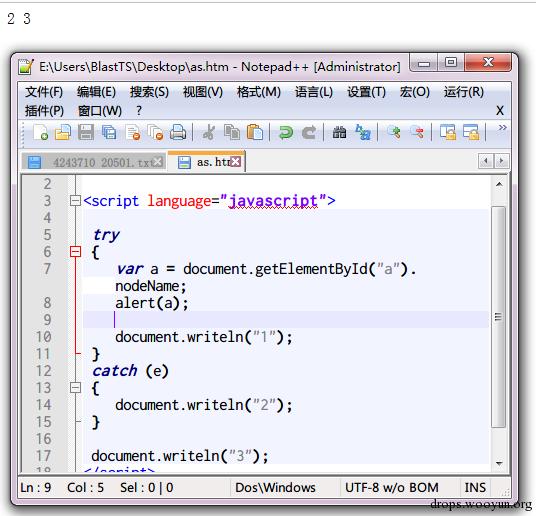 2 3
E:\Users\BlastTS\Desktop\as.htm - Notepad++ [Administrator]
文件(F) 编辑(E) 搜索(S) 视图(V) 格式(M) 语言(L) 设置(T) 宏(O) 运行(R)
插件(P) 窗口(W) ? X
4243710_20501.txt as.htm
2
3 <script language="javascript">
4
5 try
6 {
7 var a = document.getElementById("a").
nodeName;
8 alert(a);
9
10 document.writeln("1");
11 }
12 catch (e)
13 {
14 document.writeln("2");
15 }
16
17 document.writeln("3");
18 </script>
Ln : 9 Col : 5 Sel : 0 | 0 Dos\Windows UTF-8 w/o BOM INS
drops.wooyun.org